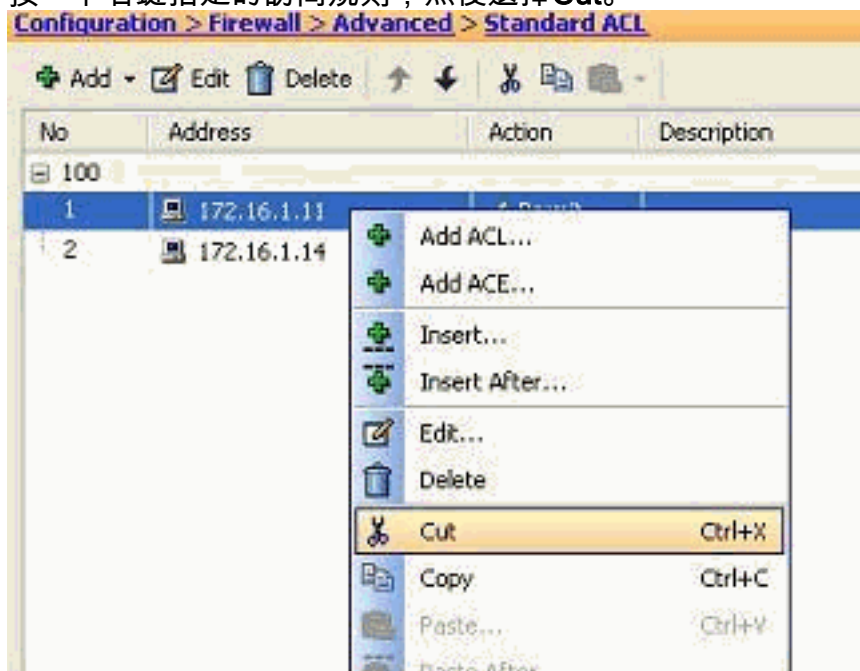 Configuration > Firewall > Advanced > Standard ACL
Add Edit Delete
No Address Action Description
100
1 172.16.1.11
2 172.16.1.14
Add ACL...
Add ACE...
Insert...
Insert After...
Edit...
Delete
Cut Ctrl+X
Copy Ctrl+C
Paste... Ctrl+V